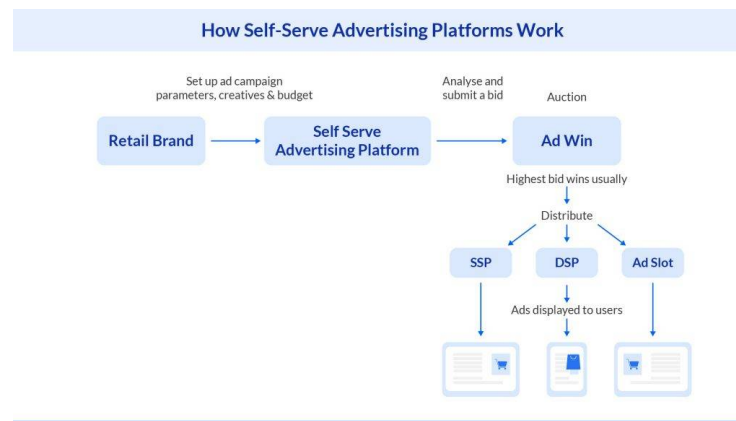 How Self-Serve Advertising Platforms Work
Set up ad campaign
parameters, creatives & budget
Analyse and
submit a bid
Auction
Retail Brand
Self Serve
Advertising Platform
Ad Win
Highest bid wins usually
Distribute
SSP
DSP
Ad Slot
Ads displayed to users